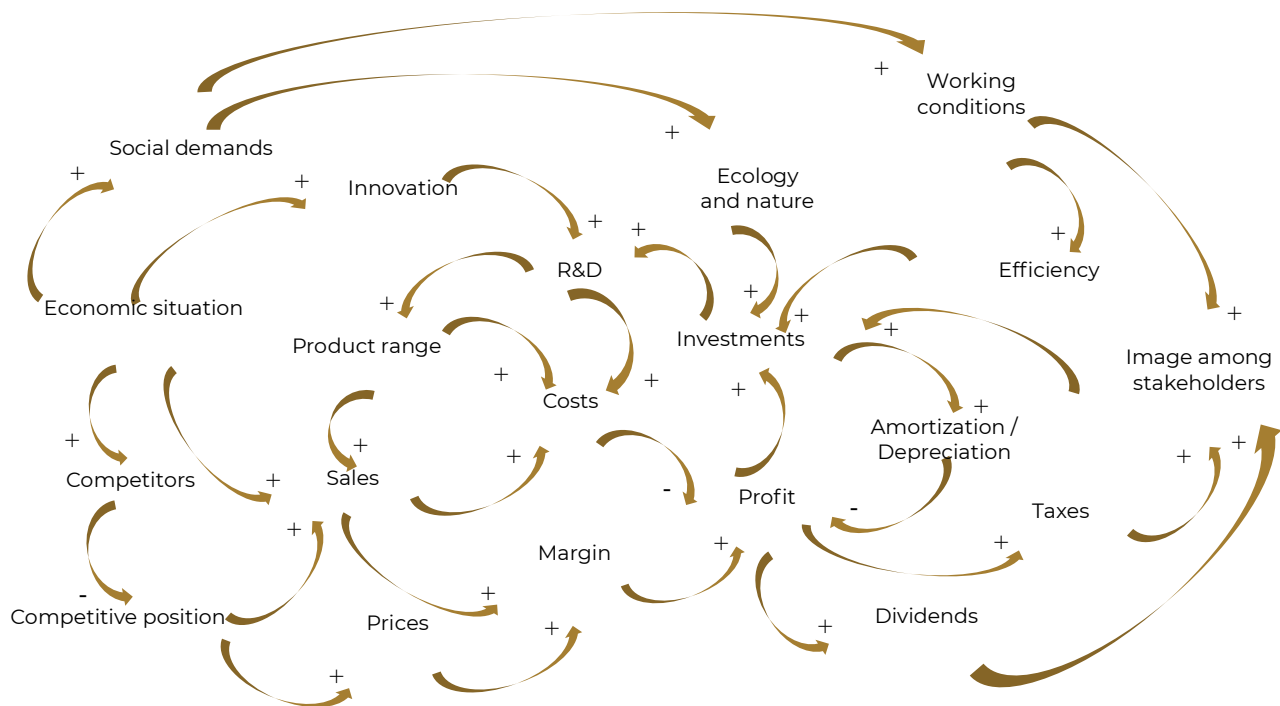 +
Working
conditions
+
Social demands
+
+
Innovation
Ecology
and nature
+
+
+
+
R&D
Efficiency
+
+
Economic situation
+
+
+
Product range
Investments
Image among
stakeholders
+
+
+
Costs
+
Amortization /
Depreciation
+
+
+
+
+
Competitors
+
Sales
-
Profit
-
Taxes
+
+
Margin
+
-
+
Competitive position
Prices
+
+
Dividends
+